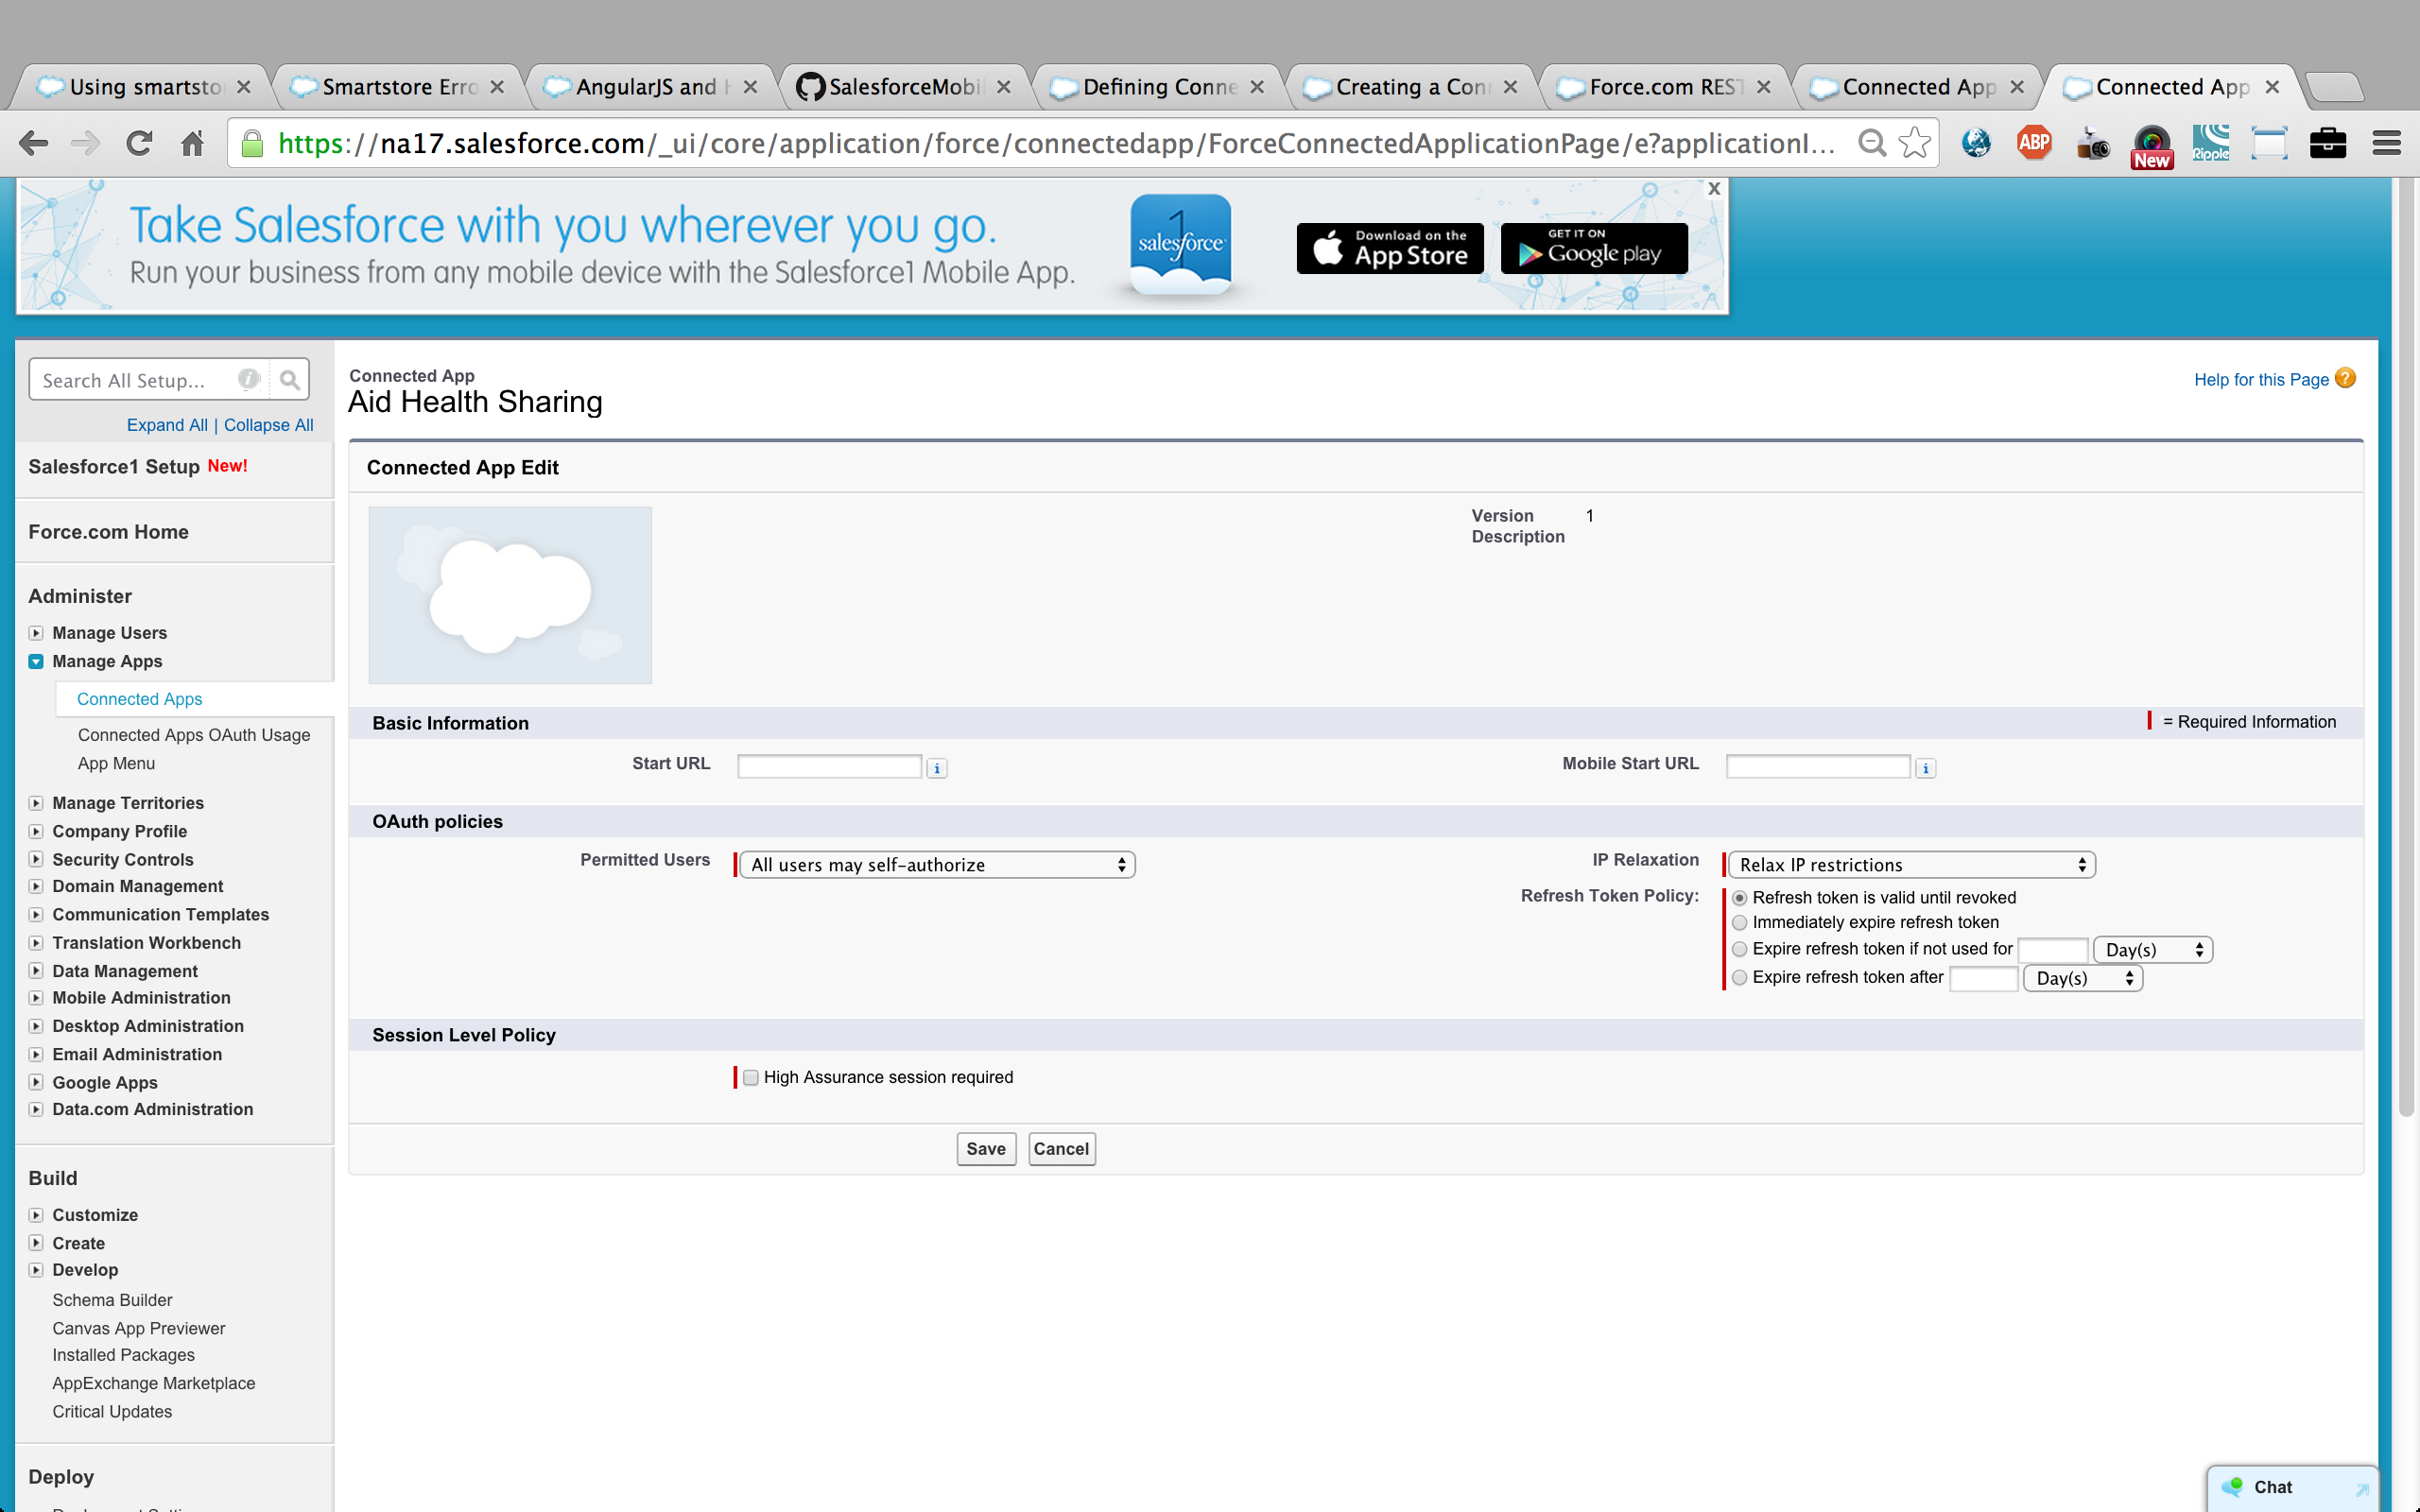 Using smartsto
Smartstore Erro
AngularJS and H
SalesforceMobil
Defining Conne
Creating a Con
Force.com REST
Connected App
Connected App
https://na17.salesforce.com/_ui/core/application/force/connectedapp/ForceConnectedApplicationPage/e?applicationI...
ABP
New
Ripple
Take Salesforce with you wherever you go.
Run your business from any mobile device with the Salesforce1 Mobile App.
1
salesforce
Download on the
App Store
GET IT ON
Google play
X
Search All Setup...
Expand All | Collapse All
Salesforce1 Setup New!
Force.com Home
Administer
Manage Users
Manage Apps
Connected Apps
Connected Apps OAuth Usage
App Menu
Manage Territories
Company Profile
Security Controls
Domain Management
Communication Templates
Translation Workbench
Data Management
Mobile Administration
Desktop Administration
Email Administration
Google Apps
Data.com Administration
Build
Customize
Create
Develop
Schema Builder
Canvas App Previewer
Installed Packages
AppExchange Marketplace
Critical Updates
Deploy
Connected App
Aid Health Sharing
Help for this Page ?
Connected App Edit
Version 1
Description
Basic Information
= Required Information
Start URL
Mobile Start URL
OAuth policies
Permitted Users All users may self-authorize
IP Relaxation Relax IP restrictions
Refresh Token Policy: Refresh token is valid until revoked
Immediately expire refresh token
Expire refresh token if not used for Day(s)
Expire refresh token after Day(s)
Session Level Policy
High Assurance session required
Save Cancel
Chat